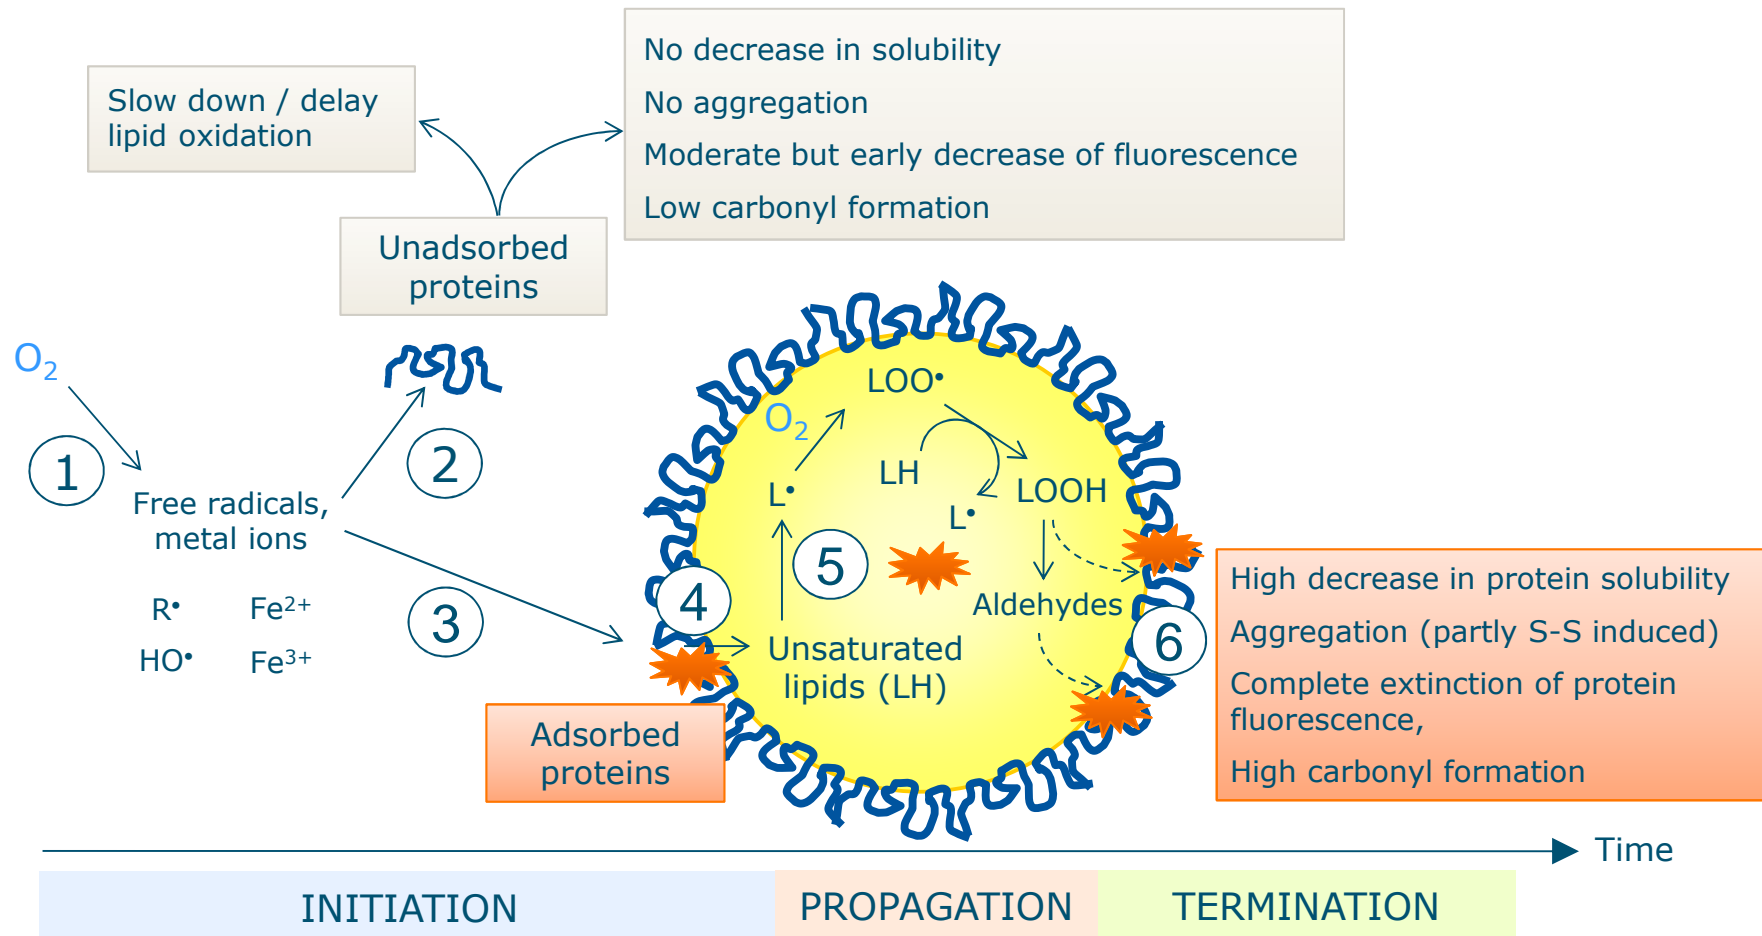 No decrease in solubility
No aggregation
Moderate but early decrease of fluorescence
Low carbonyl formation
Slow down / delay
lipid oxidation
Unadsorbed
proteins
O₂
1
2
Free radicals,
metal ions
R• Fe²⁺
HO• Fe³⁺
3
LOO•
O₂
LH
LOOH
L•
L•
5
4
Aldehydes
Unsaturated
lipids (LH)
6
Adsorbed
proteins
High decrease in protein solubility
Aggregation (partly S-S induced)
Complete extinction of protein
fluorescence,
High carbonyl formation
Time
INITIATION
PROPAGATION
TERMINATION